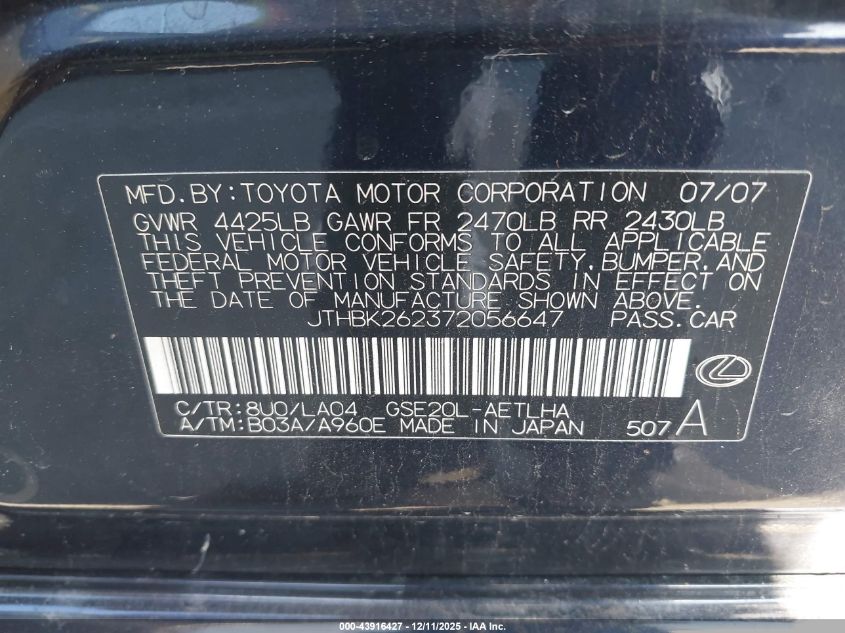 MFD.BY:TOYOTA MOTOR CORPORATION 07/07
GVWR 4425LB GAWR FR 2470LB RR 2430LB
THIS VEHICLE CONFORMS TO ALL APPLICABLE
FEDERAL MOTOR VEHICLE SAFETY,BUMPER,AND
THEFT PREVENTION STANDARDS IN EFFECT ON
THE DATE OF MANUFACTURE SHOWN ABOVE.
JTHBK262372056647 PASS.CAR
C/TR:8U0/LA04 GSE20L-AETLHA
A/TM:B03A/A960E MADE IN JAPAN 507A
000-43916427 - 12/11/2025 - IAA Inc.